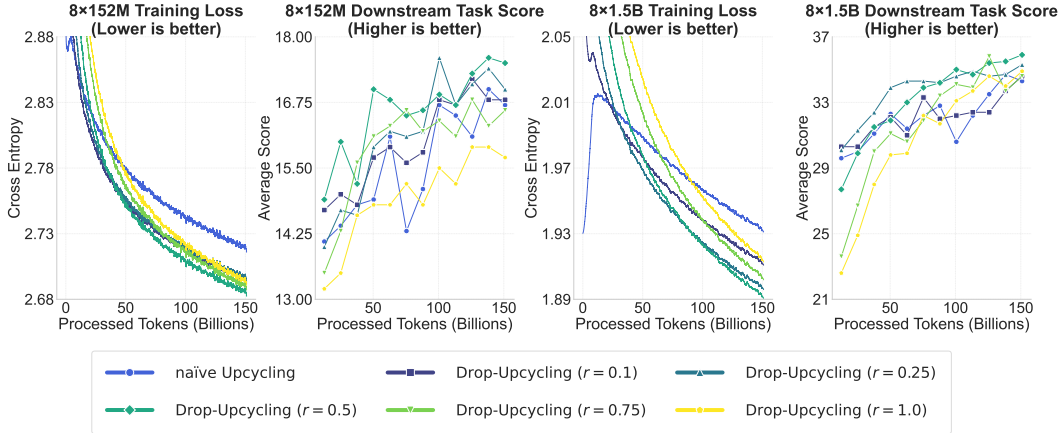 8×152M Training Loss
(Lower is better)
Cross Entropy
2.88
2.83
2.78
2.73
2.68
0
50
100
150
Processed Tokens (Billions)
8×152M Downstream Task Score
(Higher is better)
Average Score
18.00
16.75
15.50
14.25
13.00
50
100
150
Processed Tokens (Billions)
8×1.5B Training Loss
(Lower is better)
Cross Entropy
2.05
2.01
1.97
1.93
1.89
0
50
100
150
Processed Tokens (Billions)
8×1.5B Downstream Task Score
(Higher is better)
Average Score
37
33
29
25
21
50
100
150
Processed Tokens (Billions)
naïve Upcycling
Drop-Upcycling (r = 0.1)
Drop-Upcycling (r = 0.25)
Drop-Upcycling (r = 0.5)
Drop-Upcycling (r = 0.75)
Drop-Upcycling (r = 1.0)